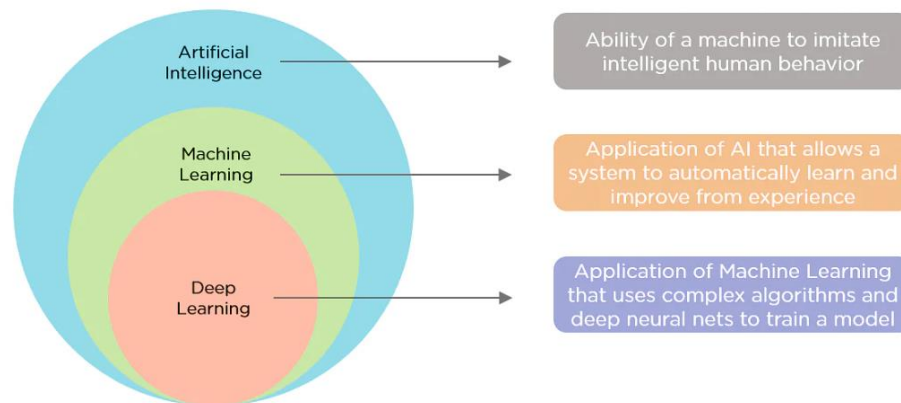 Artificial
Intelligence
Ability of a machine to imitate
intelligent human behavior
Machine
Learning
Application of AI that allows a
system to automatically learn and
improve from experience
Deep
Learning
Application of Machine Learning
that uses complex algorithms and
deep neural nets to train a model